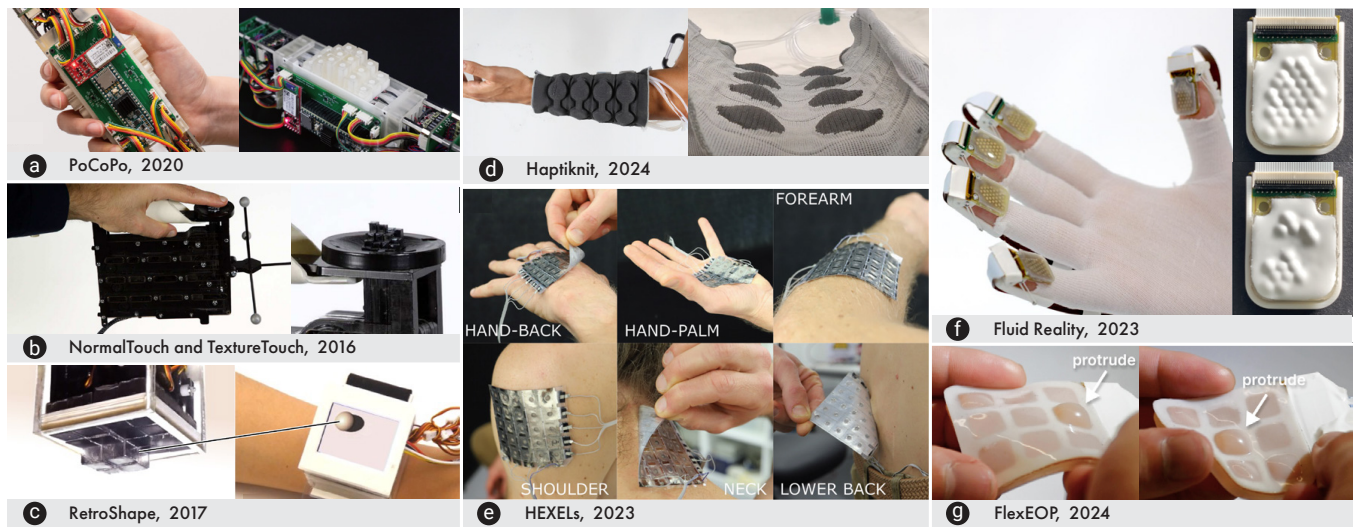 a PoCoPo, 2020
b NormalTouch and TextureTouch, 2016
c RetroShape, 2017
d Haptiknit, 2024
HAND-BACK
HAND-PALM
FOREARM
SHOULDER
NECK
LOWER BACK
e HEXELs, 2023
f Fluid Reality, 2023
protrude
protrude
g FlexEOP, 2024